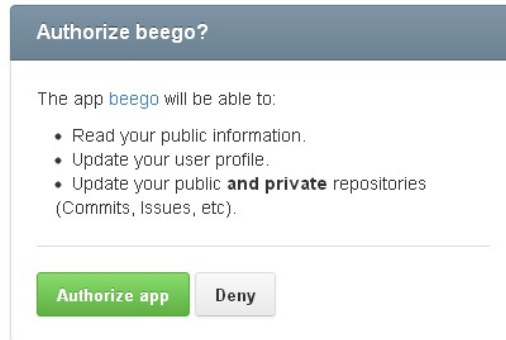 Authorize beego?
The app beego will be able to:
• Read your public information.
• Update your user profile.
• Update your public and private repositories
(Commits, Issues, etc).
Authorize app
Deny